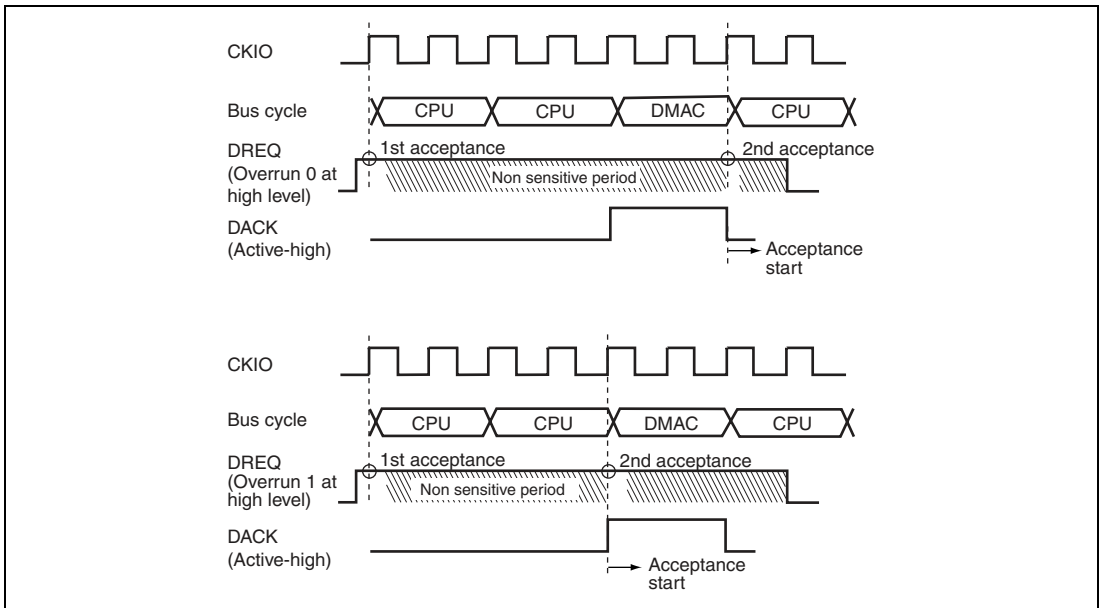 CKIO
Bus cycle
CPU
CPU
DMAC
CPU
DREQ
(Overrun 0 at
high level)
1st acceptance
2nd acceptance
Non sensitive period
DACK
(Active-high)
Acceptance
start
CKIO
Bus cycle
CPU
CPU
DMAC
CPU
DREQ
(Overrun 1 at
high level)
1st acceptance
2nd acceptance
Non sensitive period
DACK
(Active-high)
Acceptance
start